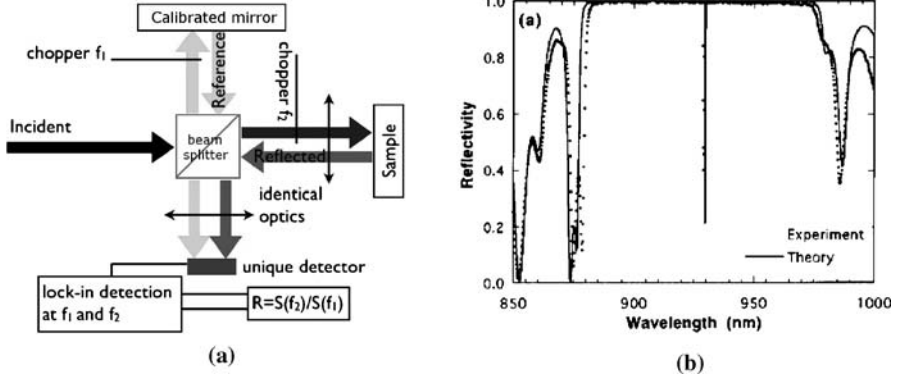 Calibrated mirror
chopper f1
Reference
chopper f2
Incident
beam
splitter
Reflected
Sample
identical
optics
unique detector
lock-in detection
at f1 and f2
R=S(f2)/S(f1)
(a)
(a)
1.0
0.8
0.6
0.4
0.2
0.0
Reflectivity
Experiment
Theory
850 900 950 1000
Wavelength (nm)
(b)